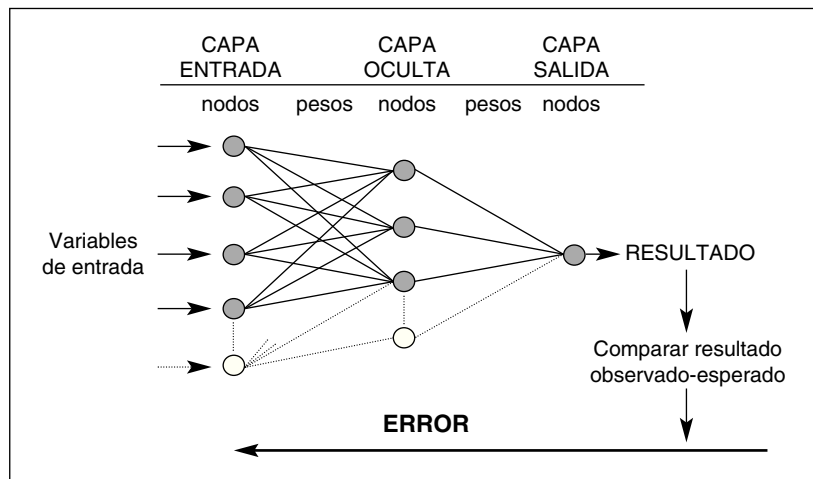 CAPA CAPA CAPA
ENTRADA OCULTA SALIDA
nodos pesos nodos pesos nodos
Variables
de entrada
RESULTADO
Comparar resultado
observado-esperado
ERROR